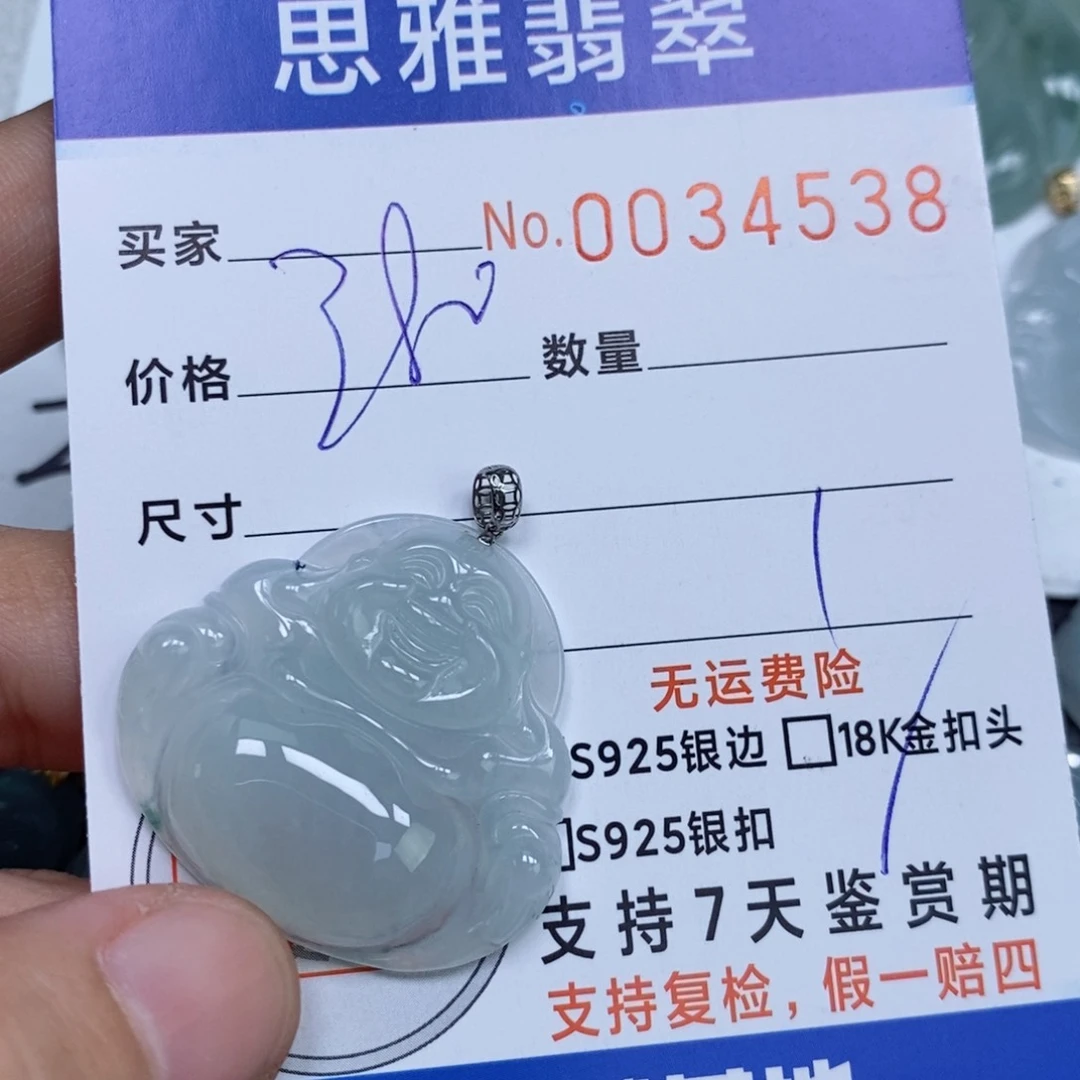 思雅翡翠
买家 No.0034538
价格 数量
尺寸
无运费险
S925银边 18K金扣头
S925银扣
支持7天鉴赏期
支持复检，假一赔四